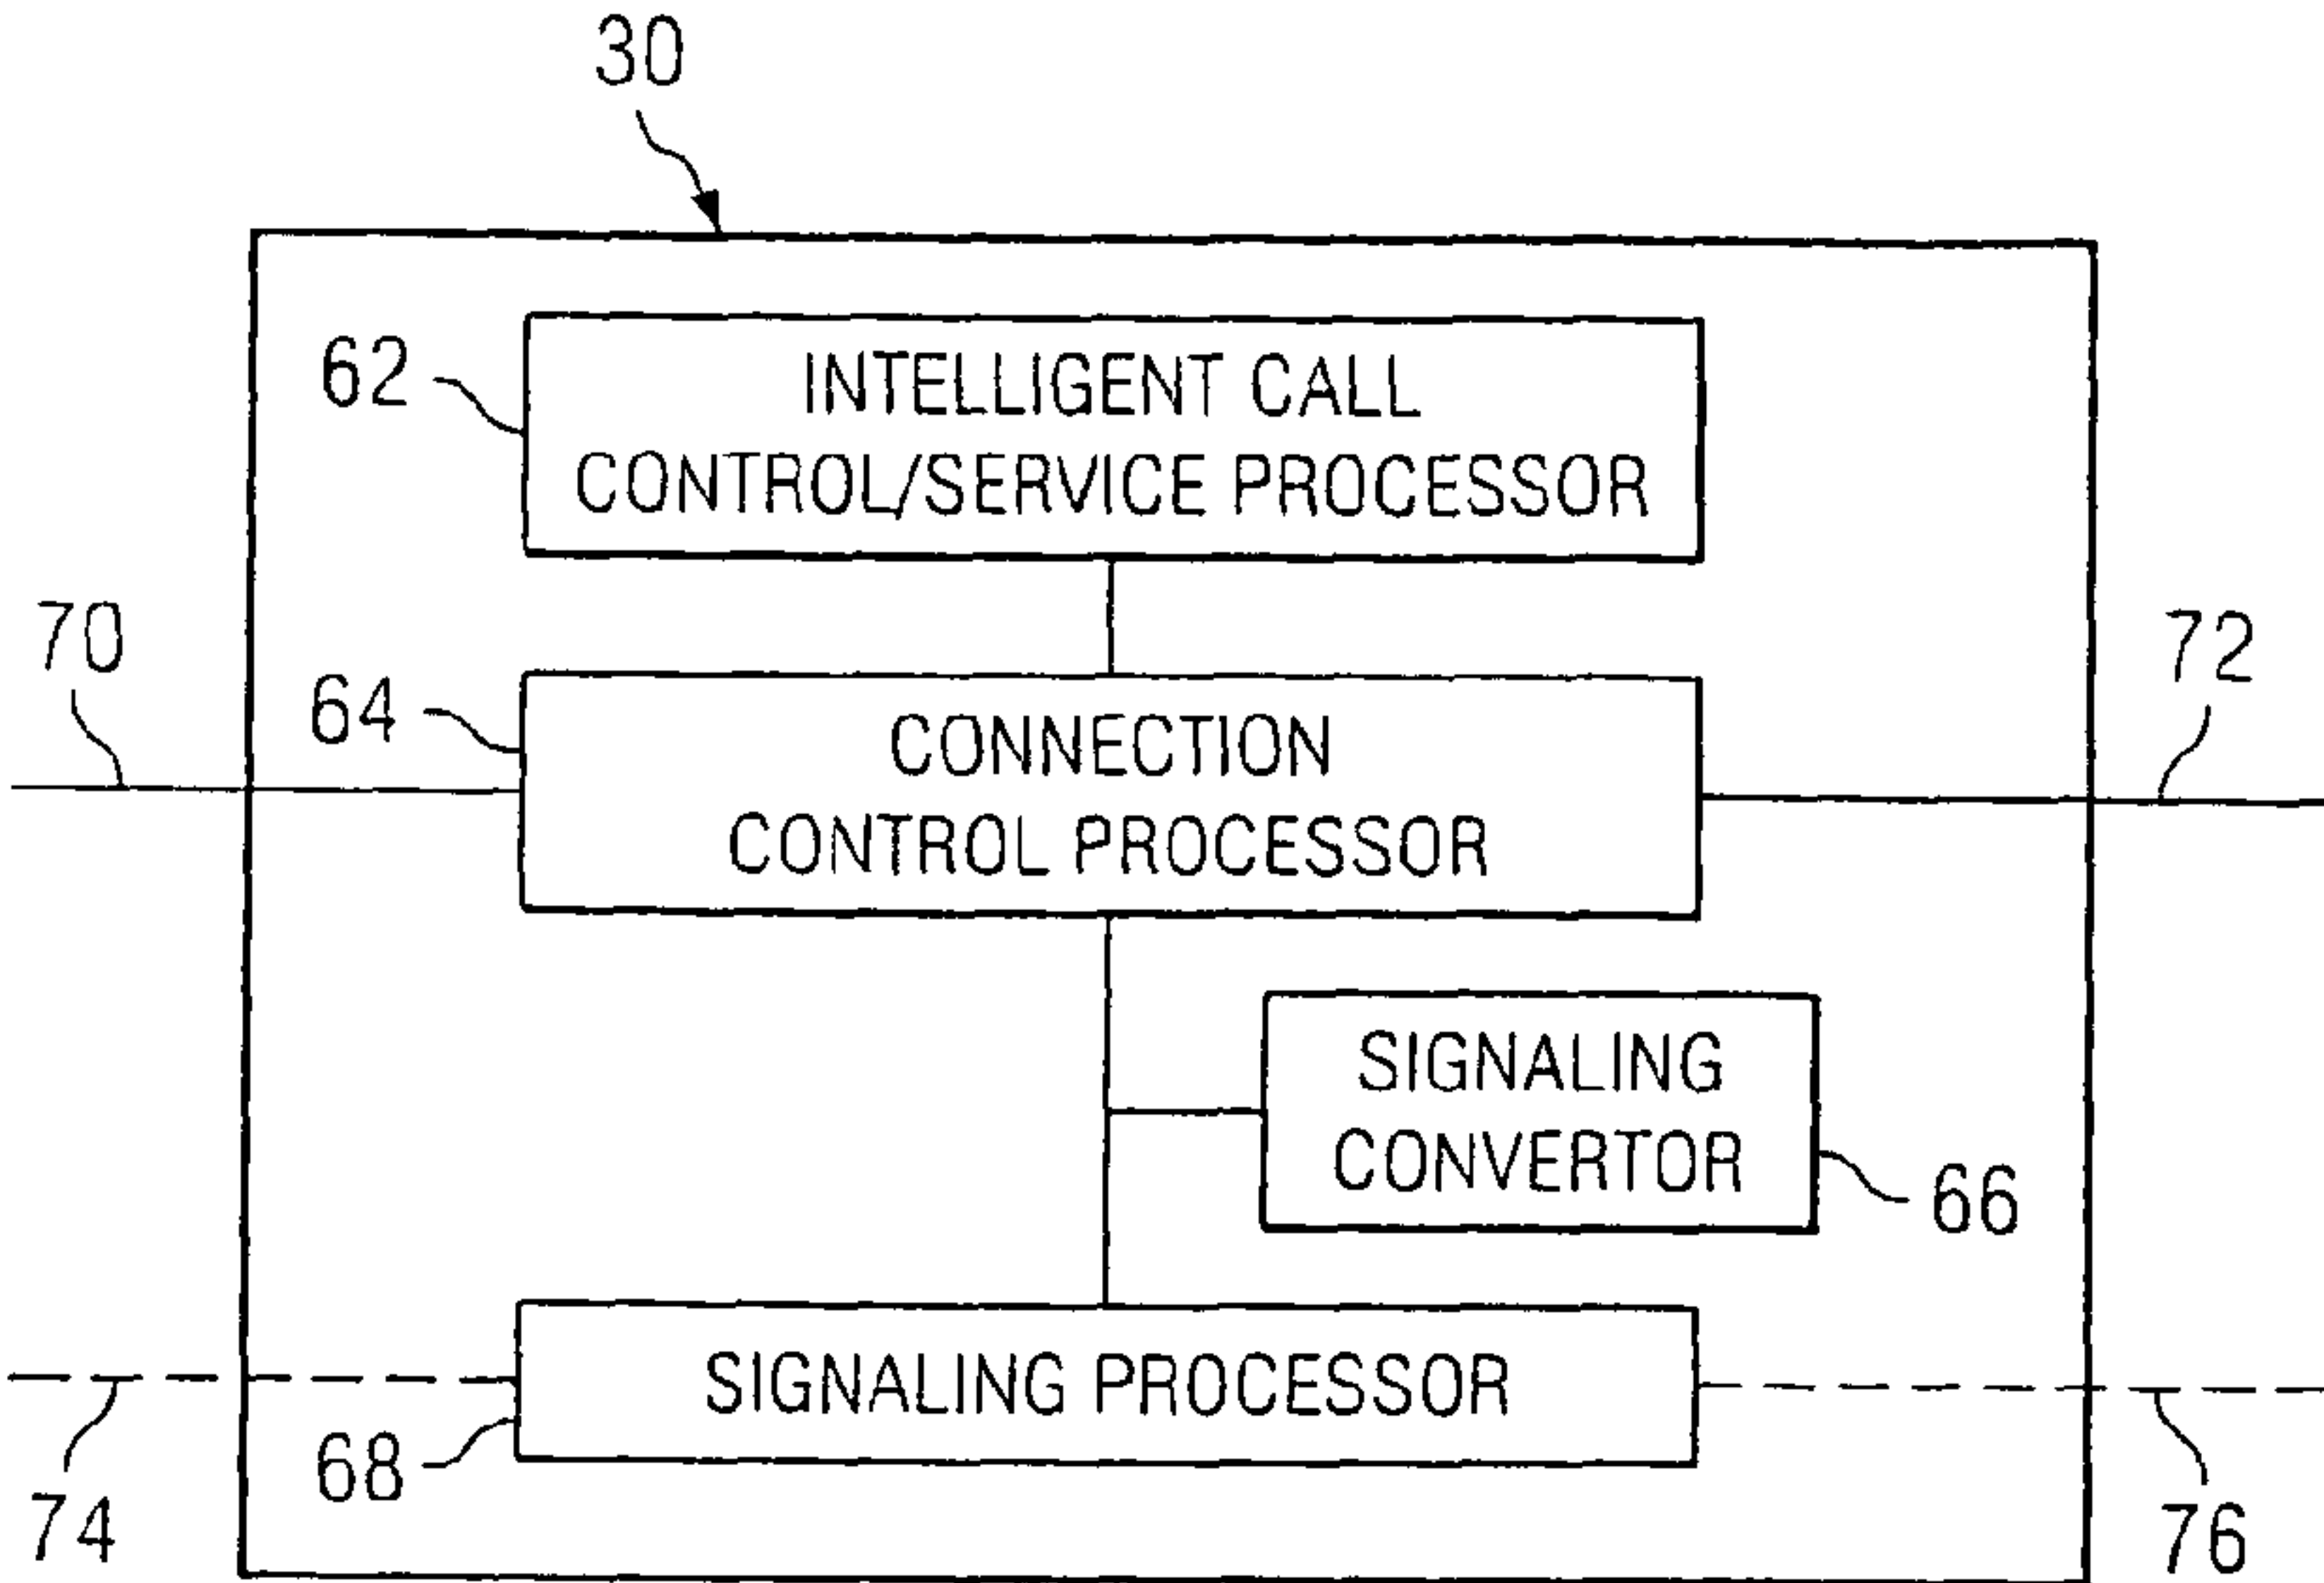 30
62
INTELLIGENT CALL
CONTROL/SERVICE PROCESSOR
70
72
64
CONNECTION
CONTROL PROCESSOR
SIGNALING
CONVERTOR
66
SIGNALING PROCESSOR
68
74
76